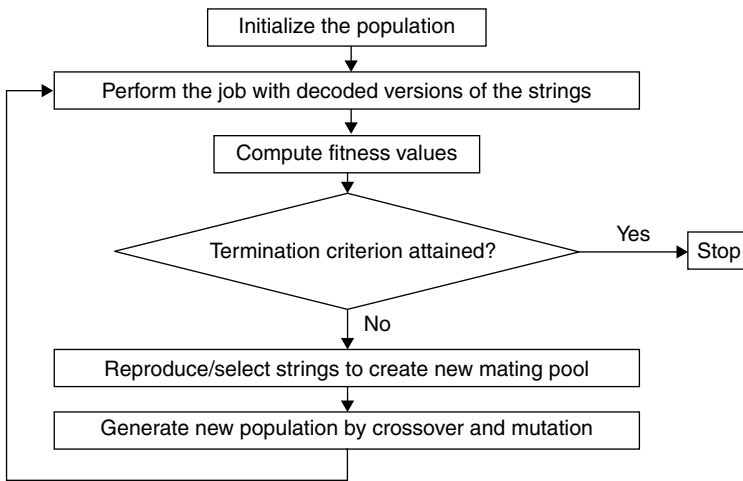 Initialize the population
Perform the job with decoded versions of the strings
Compute fitness values
Termination criterion attained?
Yes
Stop
No
Reproduce/select strings to create new mating pool
Generate new population by crossover and mutation